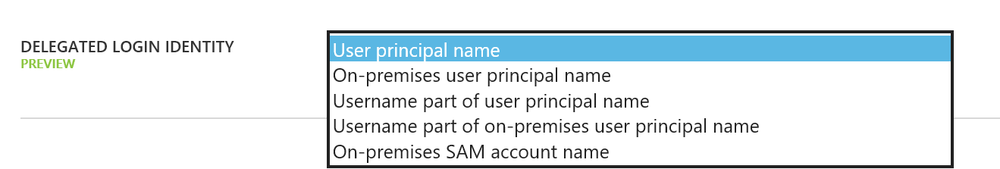 DELEGATED LOGIN IDENTITY
PREVIEW
User principal name
On-premises user principal name
Username part of user principal name
Username part of on-premises user principal name
On-premises SAM account name